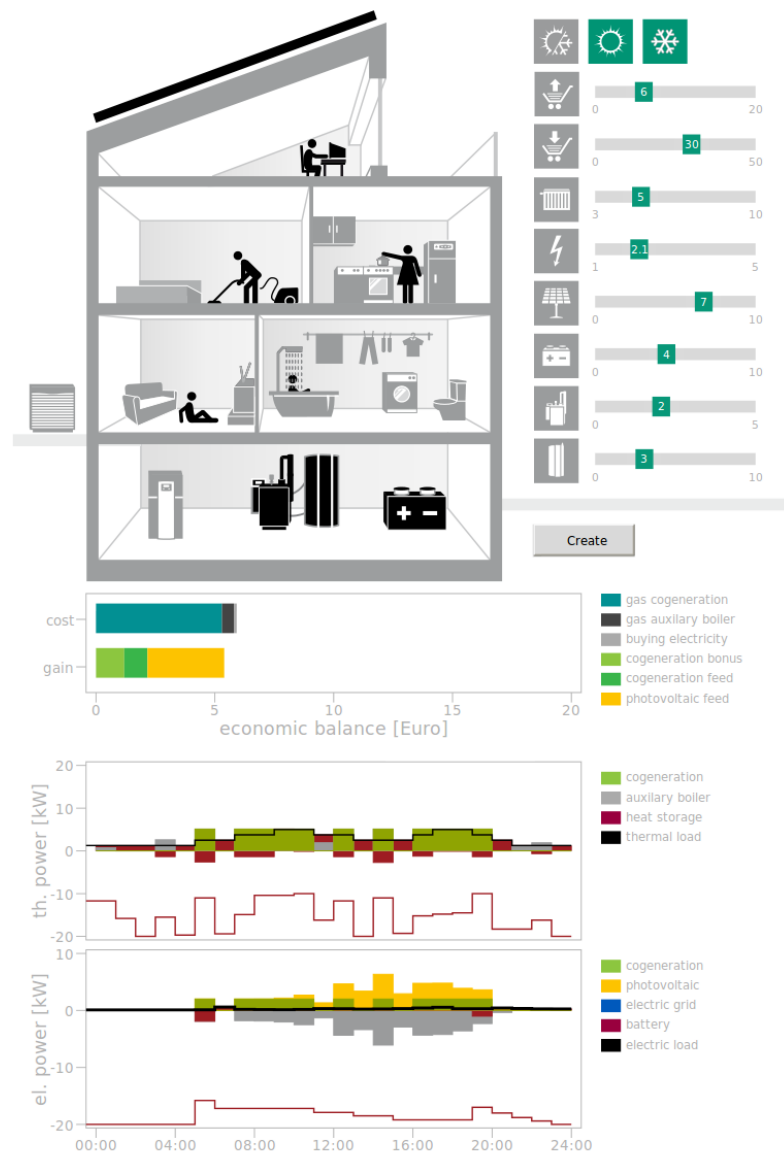 6
0 20
30
0 50
5
3 10
2.1
1 5
7
0 10
4
0 10
2
0 5
3
0 10
+ −
Create
cost
gain
0 5 10 15 20
economic balance [Euro]
gas cogeneration
gas auxilary boiler
buying electricity
cogeneration bonus
cogeneration feed
photovoltaic feed
20
10
0
-10
-20
th. power [kW]
cogeneration
auxilary boiler
heat storage
thermal load
10
0
-10
-20
el. power [kW]
cogeneration
photovoltaic
electric grid
battery
electric load
00:00 04:00 08:00 12:00 16:00 20:00 24:00